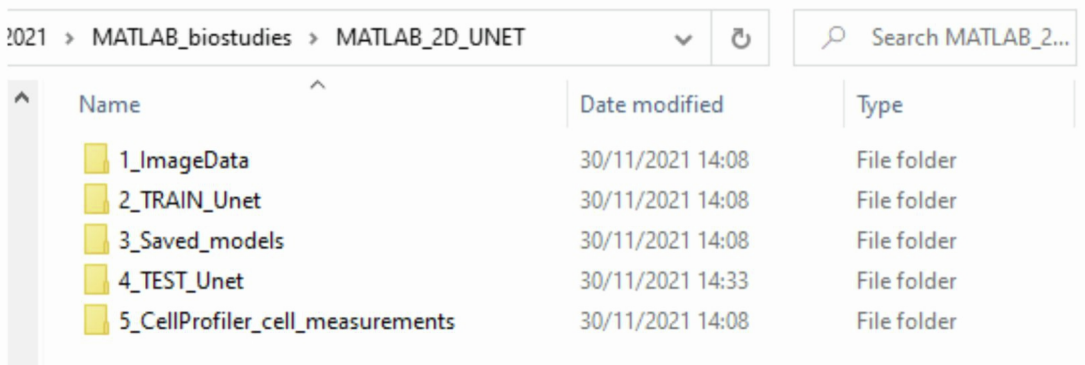 2021 > MATLAB_biostudies > MATLAB_2D_UNET Search MATLAB_2...
Name Date modified Type
1_ImageData 30/11/2021 14:08 File folder
2_TRAIN_Unet 30/11/2021 14:08 File folder
3_Saved_models 30/11/2021 14:08 File folder
4_TEST_Unet 30/11/2021 14:33 File folder
5_CellProfiler_cell_measurements 30/11/2021 14:08 File folder